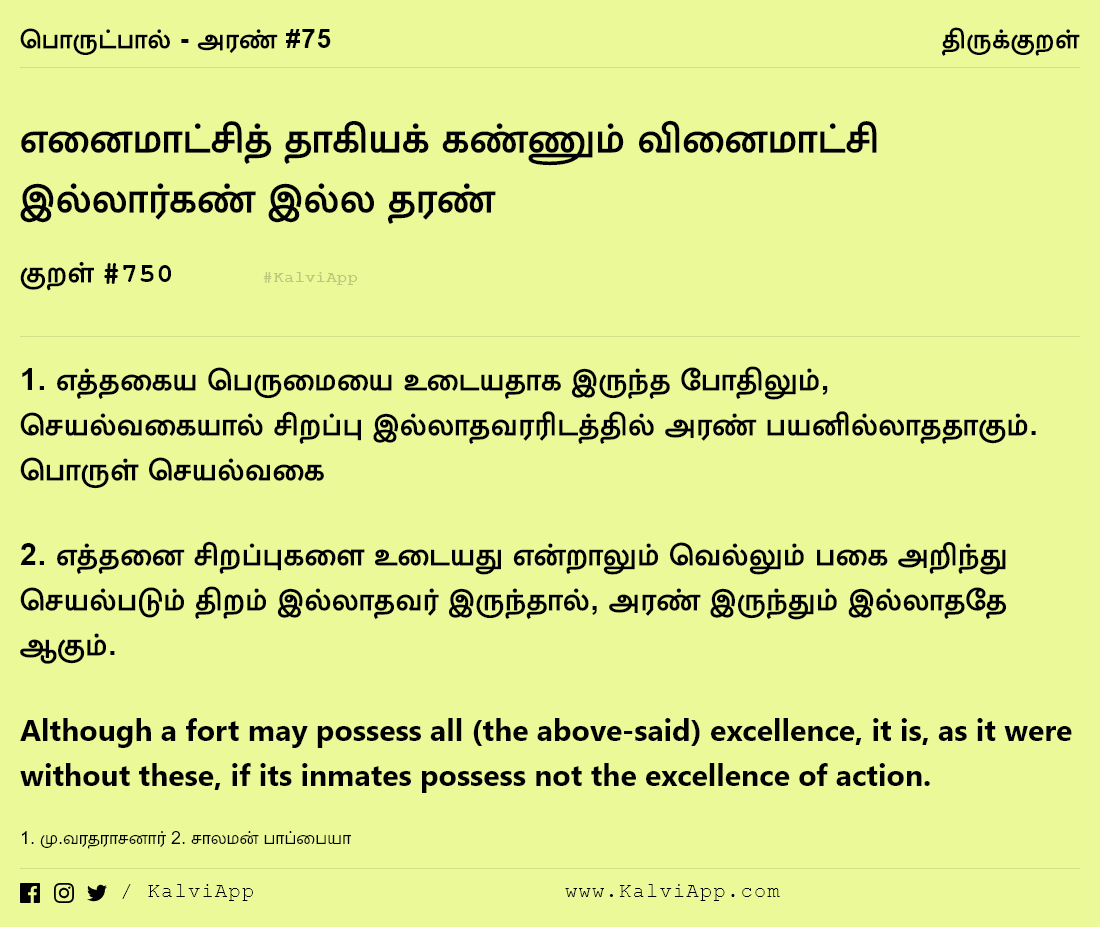 பொருட்பால் - அரண் #75
திருக்குறள்
எனைமாட்சித் தாகியக் கண்ணும் வினைமாட்சி
இல்லார்கண் இல்ல தரண்
குறள் #750
#KalviApp
1. எத்தகைய பெருமையை உடையதாக இருந்த போதிலும்,
செயல்வகையால் சிறப்பு இல்லாதவரரிடத்தில் அரண் பயனில்லாததாகும்.
பொருள் செயல்வகை
2. எத்தனை சிறப்புகளை உடையது என்றாலும் வெல்லும் பகை அறிந்து
செயல்படும் திறம் இல்லாதவர் இருந்தால், அரண் இருந்தும் இல்லாததே
ஆகும்.
Although a fort may possess all (the above-said) excellence, it is, as it were
without these, if its inmates possess not the excellence of action.
1. மு.வரதராசனார் 2. சாலமன் பாப்பையா
/ KalviApp
www.KalviApp.com